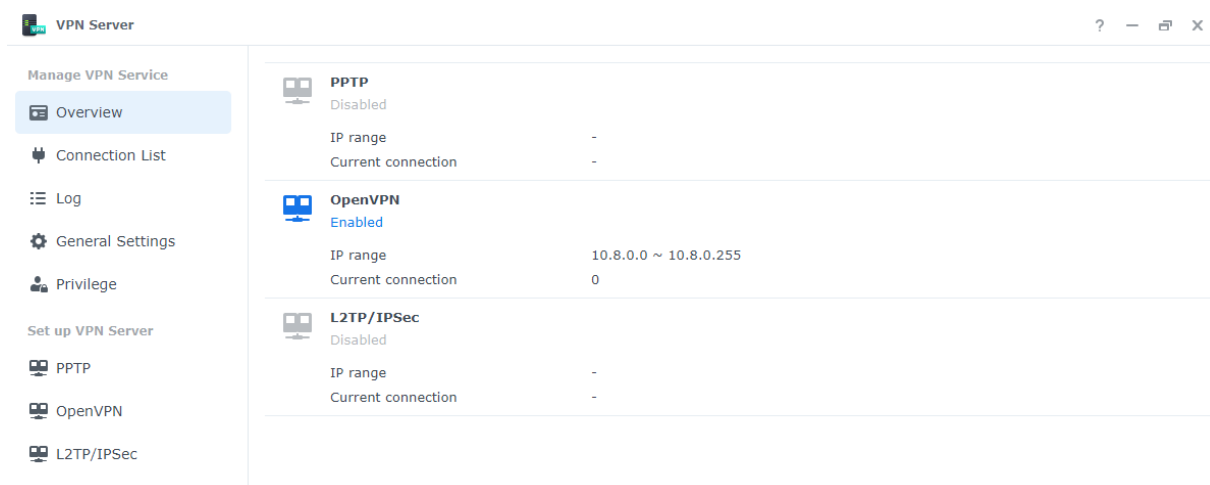 VPN
VPN Server
?
Manage VPN Service
Overview
Connection List
Log
General Settings
Privilege
Set up VPN Server
PPTP
OpenVPN
L2TP/IPSec
PPTP
Disabled
IP range -
Current connection -
OpenVPN
Enabled
IP range 10.8.0.0 ~ 10.8.0.255
Current connection 0
L2TP/IPSec
Disabled
IP range -
Current connection -